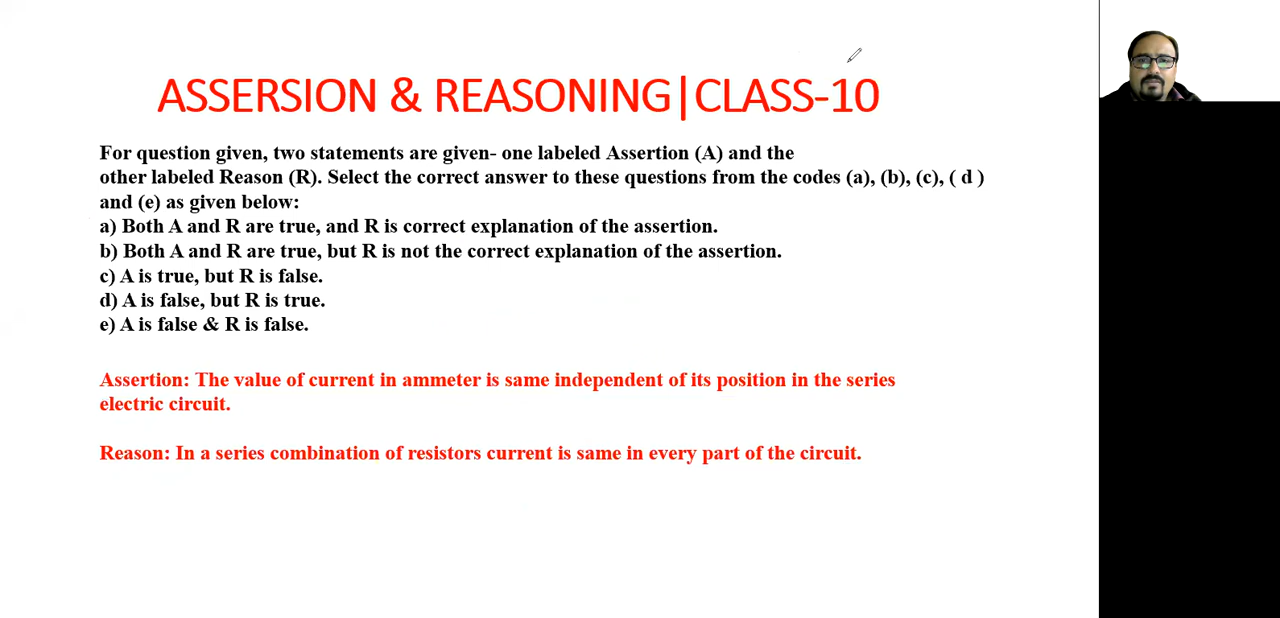 ASSERSION & REASONING|CLASS-10
For question given, two statements are given- one labeled Assertion (A) and the
other labeled Reason (R). Select the correct answer to these questions from the codes (a), (b), (c), ( d )
and (e) as given below:
a) Both A and R are true, and R is correct explanation of the assertion.
b) Both A and R are true, but R is not the correct explanation of the assertion.
c) A is true, but R is false.
d) A is false, but R is true.
e) A is false & R is false.
Assertion: The value of current in ammeter is same independent of its position in the series
electric circuit.
Reason: In a series combination of resistors current is same in every part of the circuit.